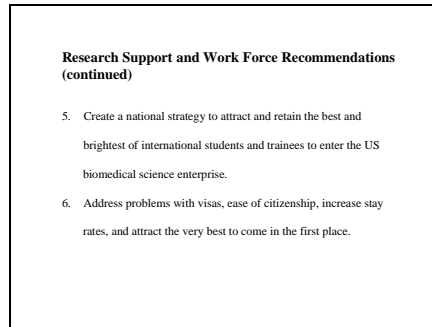 Research Support and Work Force Recommendations
(continued)
5. Create a national strategy to attract and retain the best and
brightest of international students and trainees to enter the US
biomedical science enterprise.
6. Address problems with visas, ease of citizenship, increase stay
rates, and attract the very best to come in the first place.